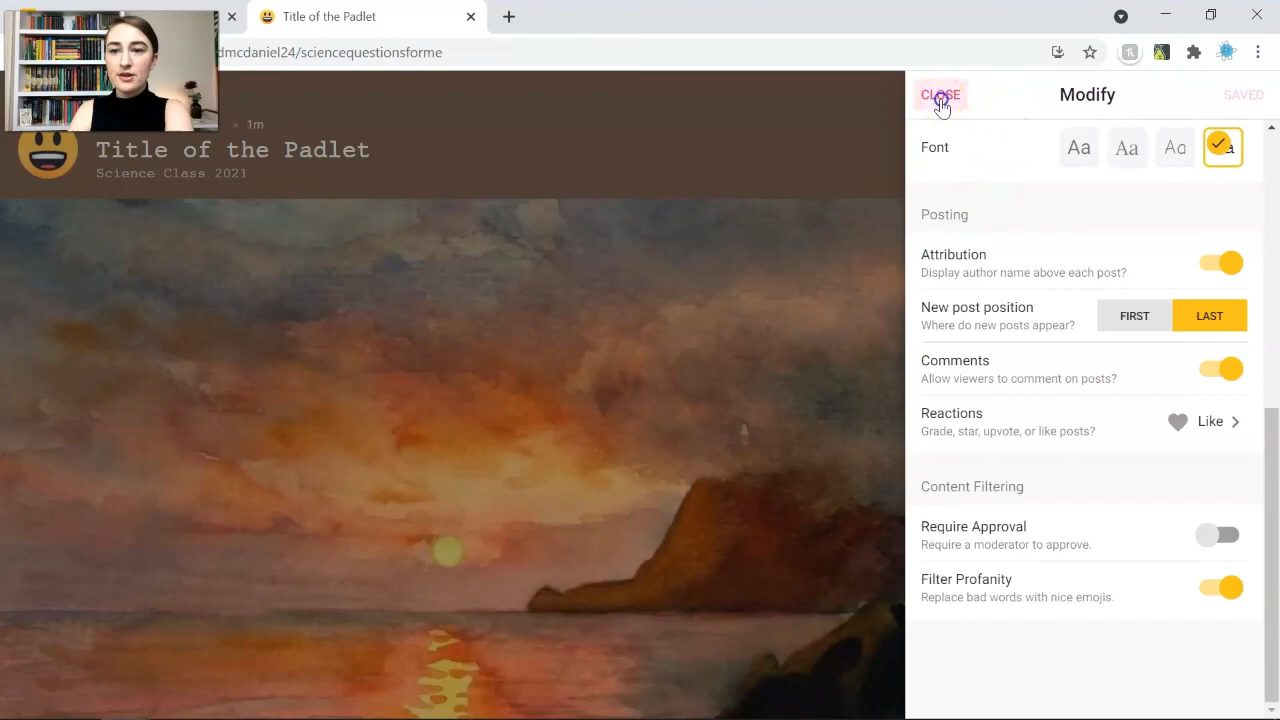 Title of the Padlet
dmcdaniel24/sciencequestionsforme
CLOSE
Modify
SAVED
1m
Title of the Padlet
Science Class 2021
Font
Aa
Aa
Aa
a
Posting
Attribution
Display author name above each post?
New post position
Where do new posts appear?
FIRST
LAST
Comments
Allow viewers to comment on posts?
Reactions
Grade, star, upvote, or like posts?
Like
Content Filtering
Require Approval
Require a moderator to approve.
Filter Profanity
Replace bad words with nice emojis.